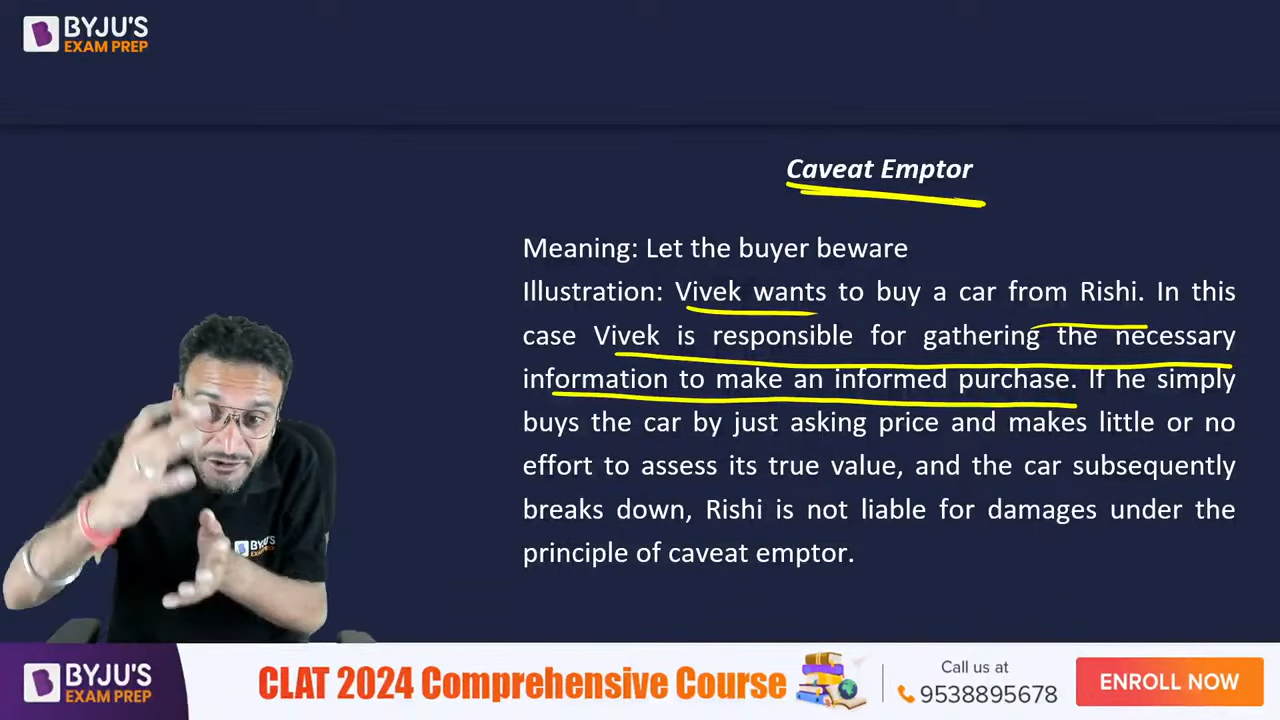 BYJU'S
EXAM PREP
Caveat Emptor
Meaning: Let the buyer beware
Illustration: Vivek wants to buy a car from Rishi. In this
case Vivek is responsible for gathering the necessary
information to make an informed purchase. If he simply
buys the car by just asking price and makes little or no
effort to assess its true value, and the car subsequently
breaks down, Rishi is not liable for damages under the
principle of caveat emptor.
BYJU'S
EXAM PREP
BYJU'S
EXAM PREP
CLAT 2024 Comprehensive Course
Call us at
9538895678
ENROLL NOW